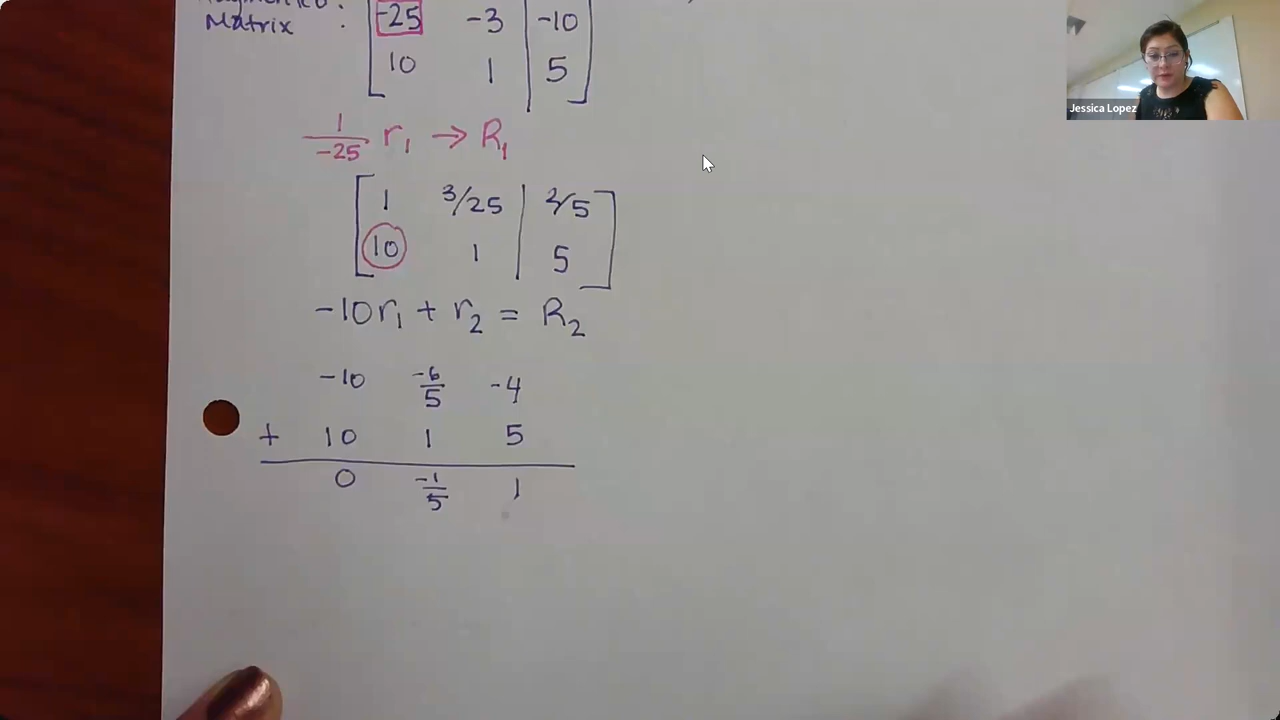 Matrix : -25 -3 | -10
10 1 | 5
1/-25 r₁ → R₁
1 3/25 | 2/5
10 1 | 5
-10r₁ + r₂ = R₂
-10 -6/5 -4
+ 10 1 5
0 -1/5 1
Jessica Lopez